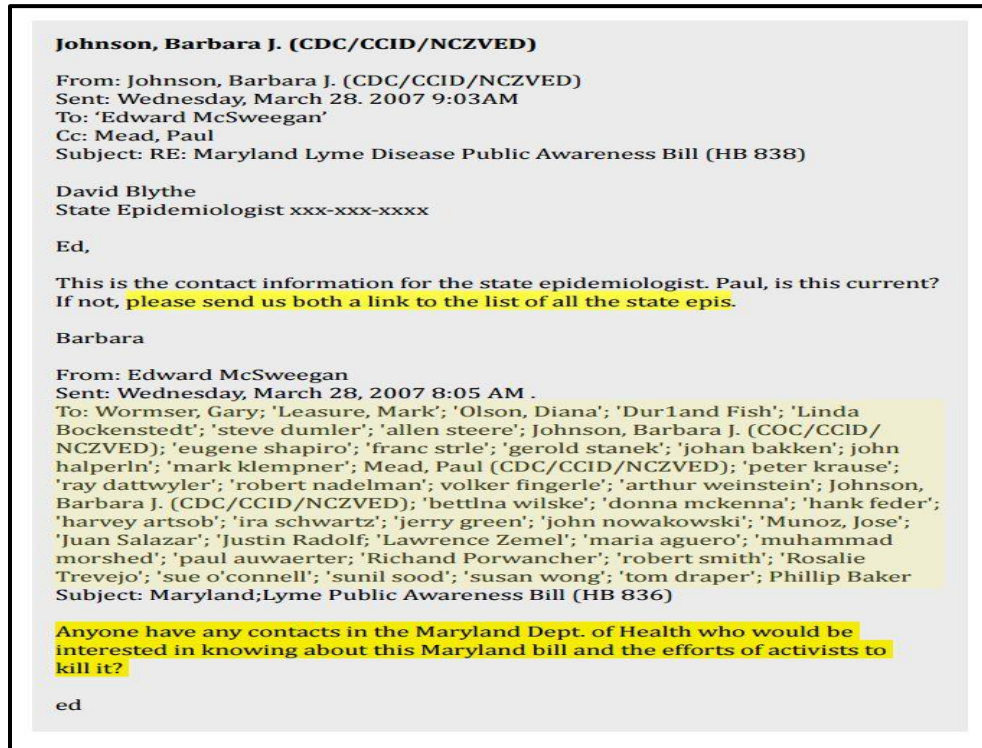 Johnson, Barbara J. (CDC/CCID/NCZVED)
From: Johnson, Barbara J. (CDC/CCID/NCZVED)
Sent: Wednesday, March 28. 2007 9:03AM
To: ‘Edward McSweegan’
Cc: Mead, Paul
Subject: RE: Maryland Lyme Disease Public Awareness Bill (HB 838)
David Blythe
State Epidemiologist xxx-xxx-xxxx
Ed,
This is the contact information for the state epidemiologist. Paul, is this current?
If not, please send us both a link to the list of all the state epis.
Barbara
From: Edward McSweegan
Sent: Wednesday, March 28, 2007 8:05 AM .
To: Wormser, Gary; 'Leasure, Mark'; 'Olson, Diana'; 'Dur1and Fish'; 'Linda
Bockenstedt'; 'steve dumler'; 'allen steere'; Johnson, Barbara J. (COC/CClD/
NCZVED); 'eugene shapiro'; 'franc strle'; 'gerold stanek'; 'johan bakken'; john
halperln'; 'mark klempner'; Mead, Paul (CDC/CCID/NCZVED); 'peter krause';
'ray dattwyler'; 'robert nadelman'; volker fingerle'; 'arthur weinstein'; Johnson,
Barbara J. (CDC/CCID/NCZVED); 'bettlna wilske'; 'donna mckenna'; 'hank feder';
'harvey artsob'; 'ira schwartz'; 'jerry green'; 'john nowakowski'; 'Munoz, Jose';
'Juan Salazar'; 'Justin Radolf; 'Lawrence Zemel'; 'maria aguero'; 'muhammad
morshed'; 'paul auwaerter; 'Richand Porwancher'; 'robert smith'; 'Rosalie
Trevejo'; 'sue o'connell'; 'sunil sood'; 'susan wong'; 'tom draper'; Phillip Baker
Subject: Maryland;Lyme Public Awareness Bill (HB 836)
Anyone have any contacts in the Maryland Dept. of Health who would be
interested in knowing about this Maryland bill and the efforts of activists to
kill it?
ed